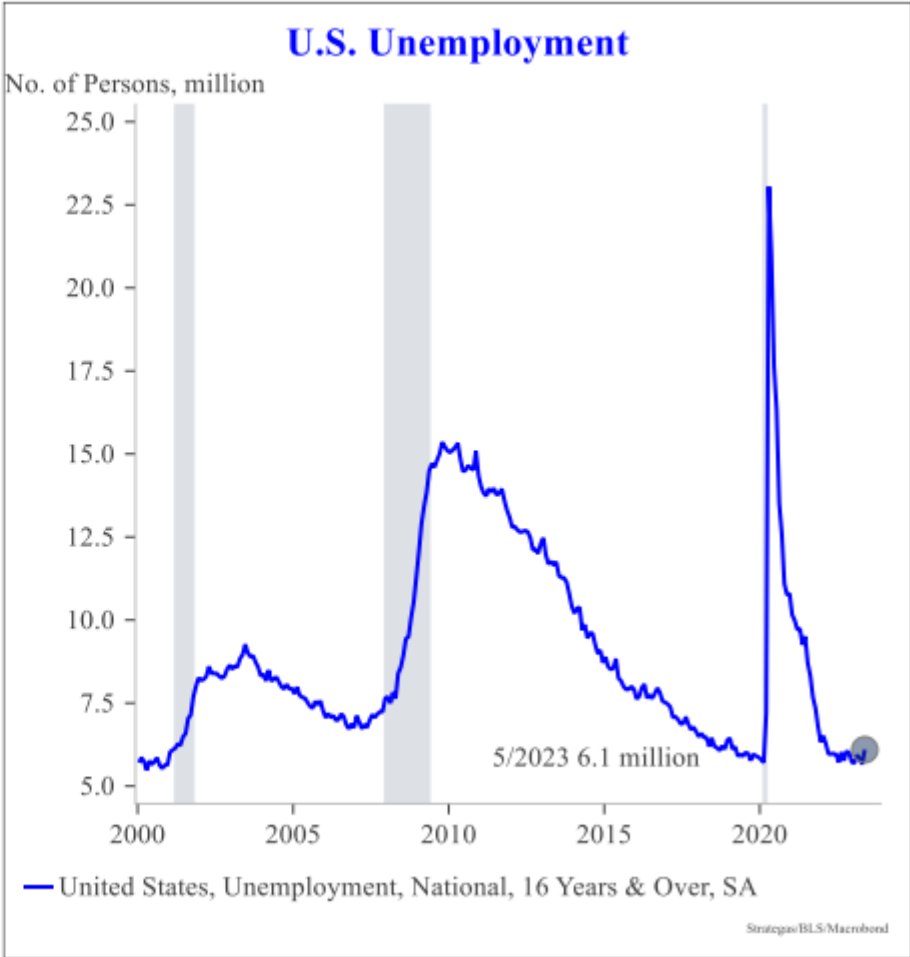 U.S. Unemployment
No. of Persons, million
25.0
22.5
20.0
17.5
15.0
12.5
10.0
7.5
5.0
5/2023 6.1 million
2000 2005 2010 2015 2020
United States, Unemployment, National, 16 Years & Over, SA
Strategas/BLS/Macrobond